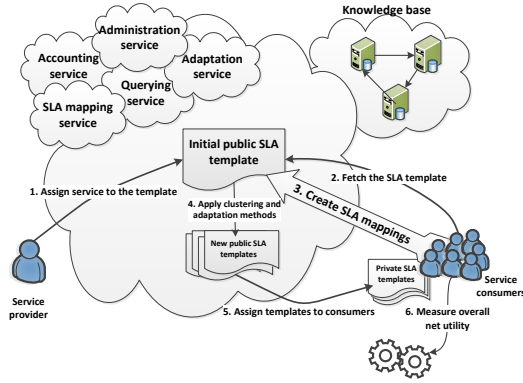 Administration
service
Knowledge base
Accounting
service
Adaptation
service
Querying
service
SLA mapping
service
Initial public SLA
template
1. Assign service to the template
2. Fetch the SLA template
3. Create SLA mappings
4. Apply clustering and
adaptation methods
New public SLA
templates
Private SLA
templates
Service
provider
Service
consumers
5. Assign templates to consumers
6. Measure overall
net utility